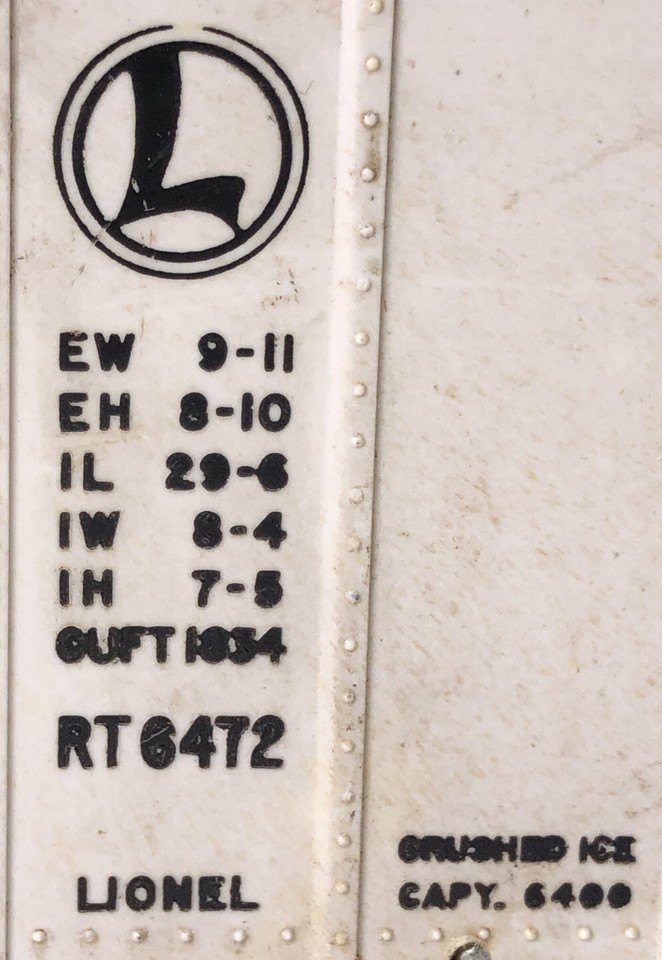 L
EW 9-11
EH 8-10
IL 29-6
IW 8-4
IH 7-5
CUFT 1834
RT 6472
LIONEL
CRUSHED ICE
CAPY. 6400